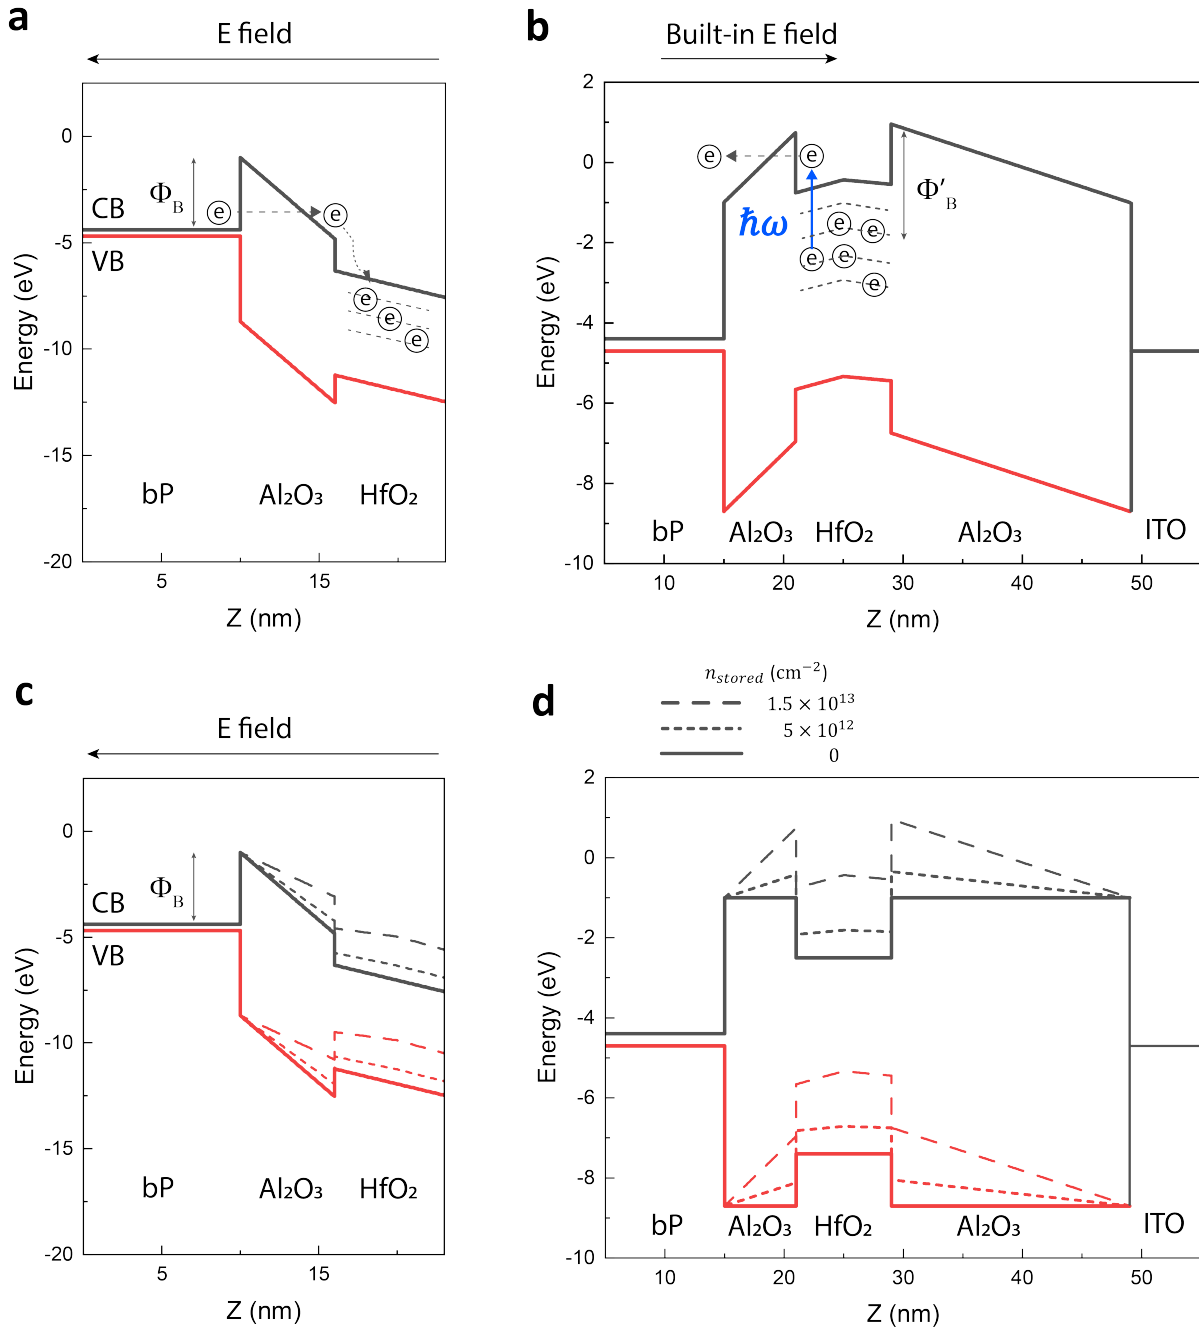 a
E field
0
-5
-10
-15
-20
Energy (eV)
Φ_B
CB
VB
e
e
e
e
e
bP
Al₂O₃
HfO₂
5
15
Z (nm)
b
Built-in E field
2
0
-2
-4
-6
-8
-10
Energy (eV)
e
e
ħω
Φ′_B
e
e
e
e
e
bP
Al₂O₃
HfO₂
Al₂O₃
ITO
10
20
30
40
50
Z (nm)
c
E field
0
-5
-10
-15
-20
Energy (eV)
Φ_B
CB
VB
bP
Al₂O₃
HfO₂
5
15
Z (nm)
d
n_stored (cm⁻²)
1.5 × 10¹³
5 × 10¹²
0
2
0
-2
-4
-6
-8
-10
Energy (eV)
bP
Al₂O₃
HfO₂
Al₂O₃
ITO
10
20
30
40
50
Z (nm)